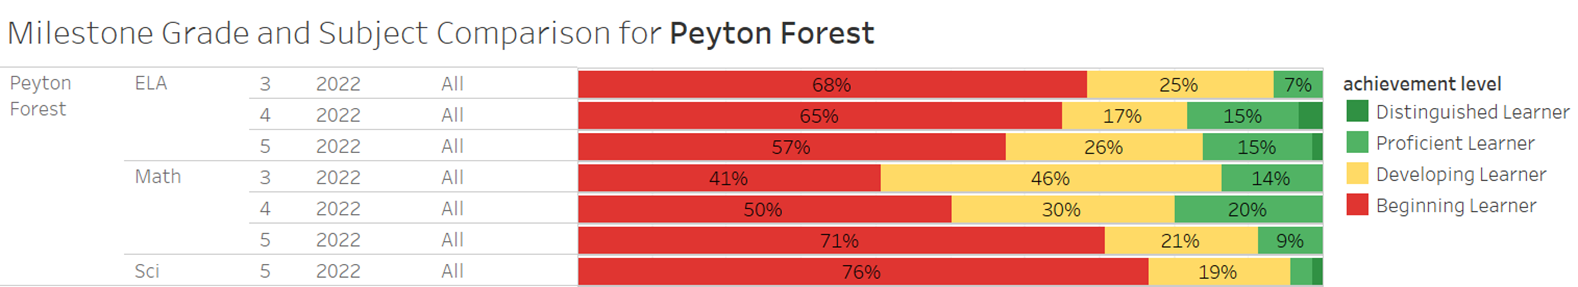 Milestone Grade and Subject Comparison for Peyton Forest
Peyton Forest ELA 3 2022 All 68% 25% 7%
4 2022 All 65% 17% 15%
5 2022 All 57% 26% 15%
Math 3 2022 All 41% 46% 14%
4 2022 All 50% 30% 20%
5 2022 All 71% 21% 9%
Sci 5 2022 All 76% 19%
achievement level
Distinguished Learner
Proficient Learner
Developing Learner
Beginning Learner